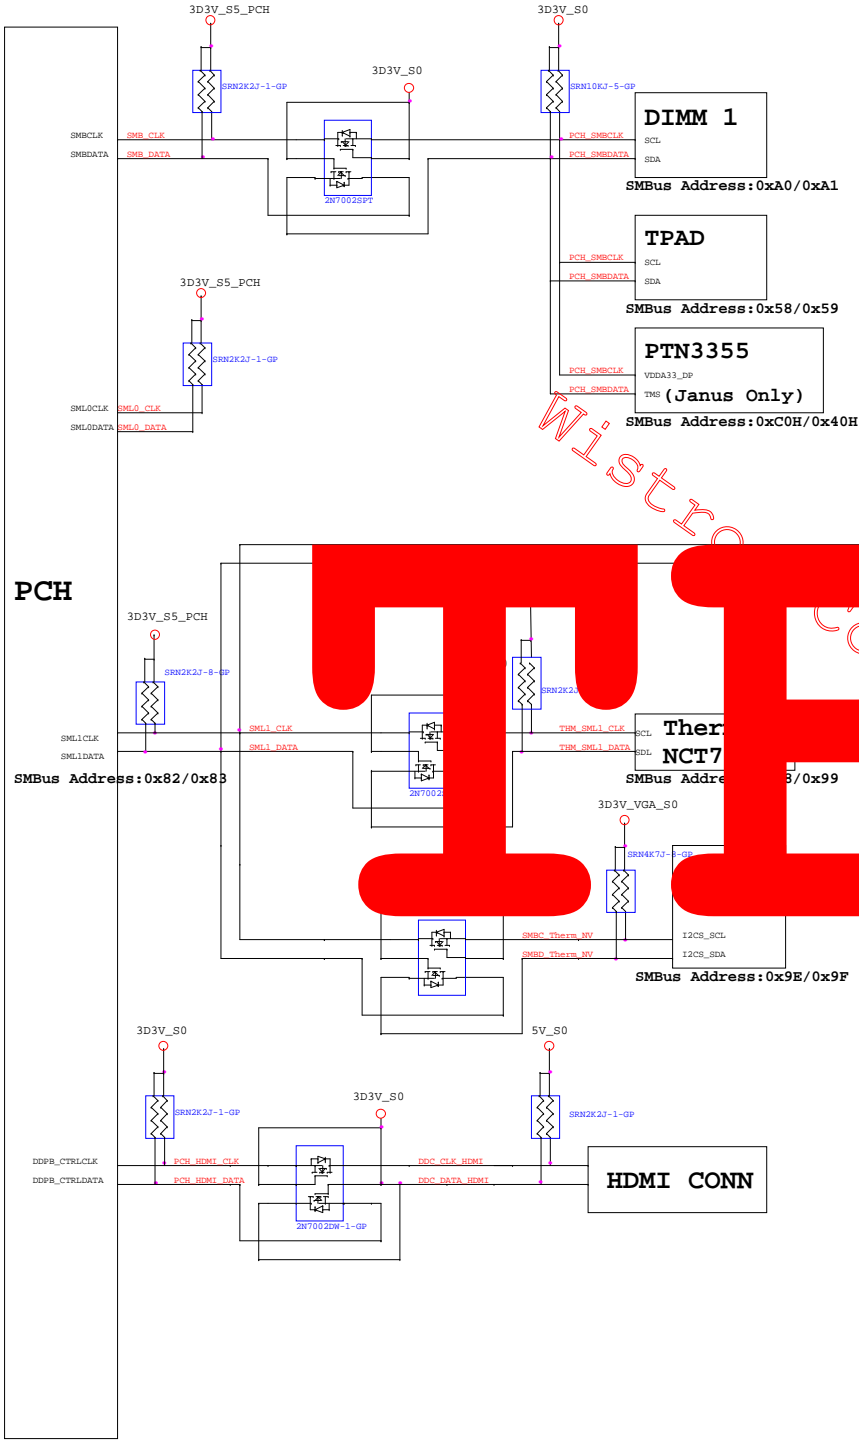 3D3V_S5_PCH
3D3V_S0
3D3V_S0
SRN2K2J-1-GP
SRN10KJ-5-GP
DIMM 1
SMBCLK
SMB_CLK
PCH_SMBCLK
SCL
SMBDATA
SMB_DATA
PCH_SMBDATA
SDA
2N7002SPT
SMBus Address:0xA0/0xA1
TPAD
PCH_SMBCLK
SCL
PCH_SMBDATA
SDA
3D3V_S5_PCH
SMBus Address:0x58/0x59
SRN2K2J-1-GP
PTN3355
PCH_SMBCLK
VDDA33_DP
PCH_SMBDATA
TMS (Janus Only)
SML0CLK
SML0_CLK
SMBus Address:0xC0H/0x40H
SML0DATA
SML0_DATA
PCH
3D3V_S5_PCH
SRN2K2J-8-GP
SML1CLK
SML1_CLK
THM_SML1_CLK
SCL
SML1DATA
SML1_DATA
THM_SML1_DATA
SDL
SMBus Address:0x82/0x83
3D3V_VGA_S0
SRN4K7J-8-GP
SMBC_Therm_NV
I2CS_SCL
SMBD_Therm_NV
I2CS_SDA
SMBus Address:0x9E/0x9F
3D3V_S0
5V_S0
3D3V_S0
SRN2K2J-1-GP
SRN2K2J-1-GP
DDPB_CTRLCLK
PCH_HDMI_CLK
DDC_CLK_HDMI
DDPB_CTRLDATA
PCH_HDMI_DATA
DDC_DATA_HDMI
HDMI CONN
2N7002DW-1-GP